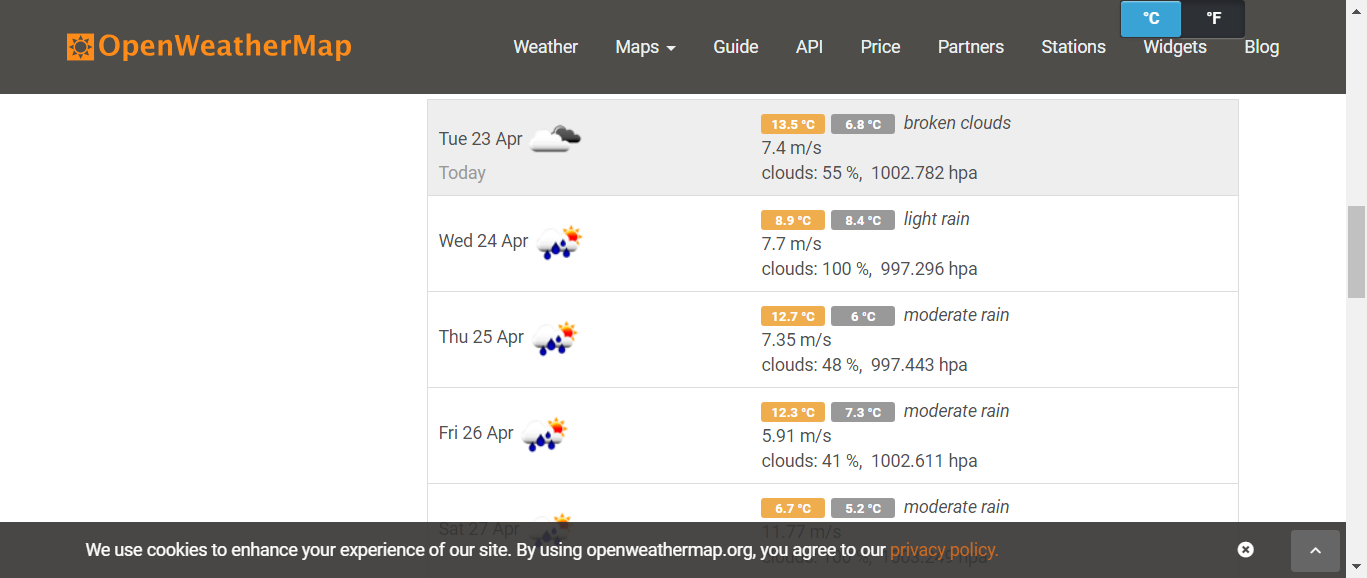 °C °F
OpenWeatherMap
Weather Maps Guide API Price Partners Stations Widgets Blog
Tue 23 Apr
Today
13.5 °C 6.8 °C broken clouds
7.4 m/s
clouds: 55 %, 1002.782 hpa
Wed 24 Apr
8.9 °C 8.4 °C light rain
7.7 m/s
clouds: 100 %, 997.296 hpa
Thu 25 Apr
12.7 °C 6 °C moderate rain
7.35 m/s
clouds: 48 %, 997.443 hpa
Fri 26 Apr
12.3 °C 7.3 °C moderate rain
5.91 m/s
clouds: 41 %, 1002.611 hpa
Sat 27 Apr
6.7 °C 5.2 °C moderate rain
11.77 m/s
We use cookies to enhance your experience of our site. By using openweathermap.org, you agree to our privacy policy.